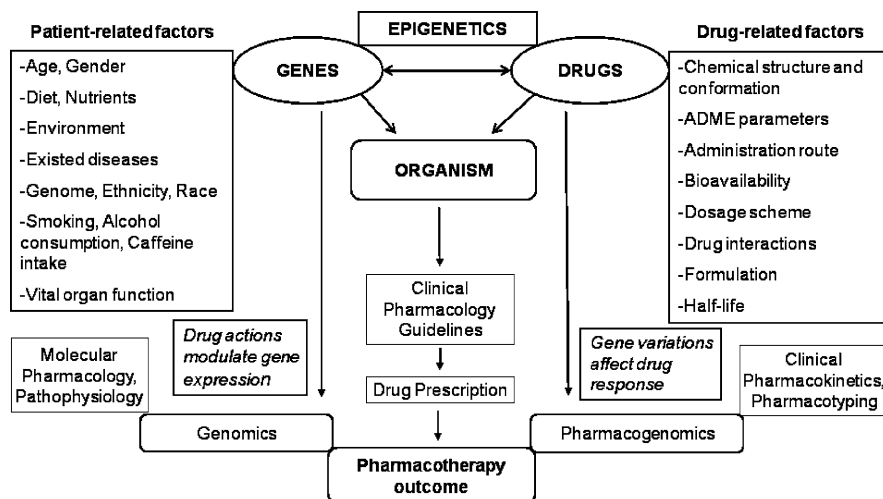 Patient-related factors
-Age, Gender
-Diet, Nutrients
-Environment
-Existed diseases
-Genome, Ethnicity, Race
-Smoking, Alcohol
consumption, Caffeine
intake
-Vital organ function
EPIGENETICS
GENES
DRUGS
ORGANISM
Drug-related factors
-Chemical structure and
conformation
-ADME parameters
-Administration route
-Bioavailability
-Dosage scheme
-Drug interactions
-Formulation
-Half-life
Clinical
Pharmacology
Guidelines
Drug Prescription
Molecular
Pharmacology,
Pathophysiology
Drug actions
modulate gene
expression
Gene variations
affect drug
response
Clinical
Pharmacokinetics,
Pharmacotyping
Genomics
Pharmacogenomics
Pharmacotherapy
outcome